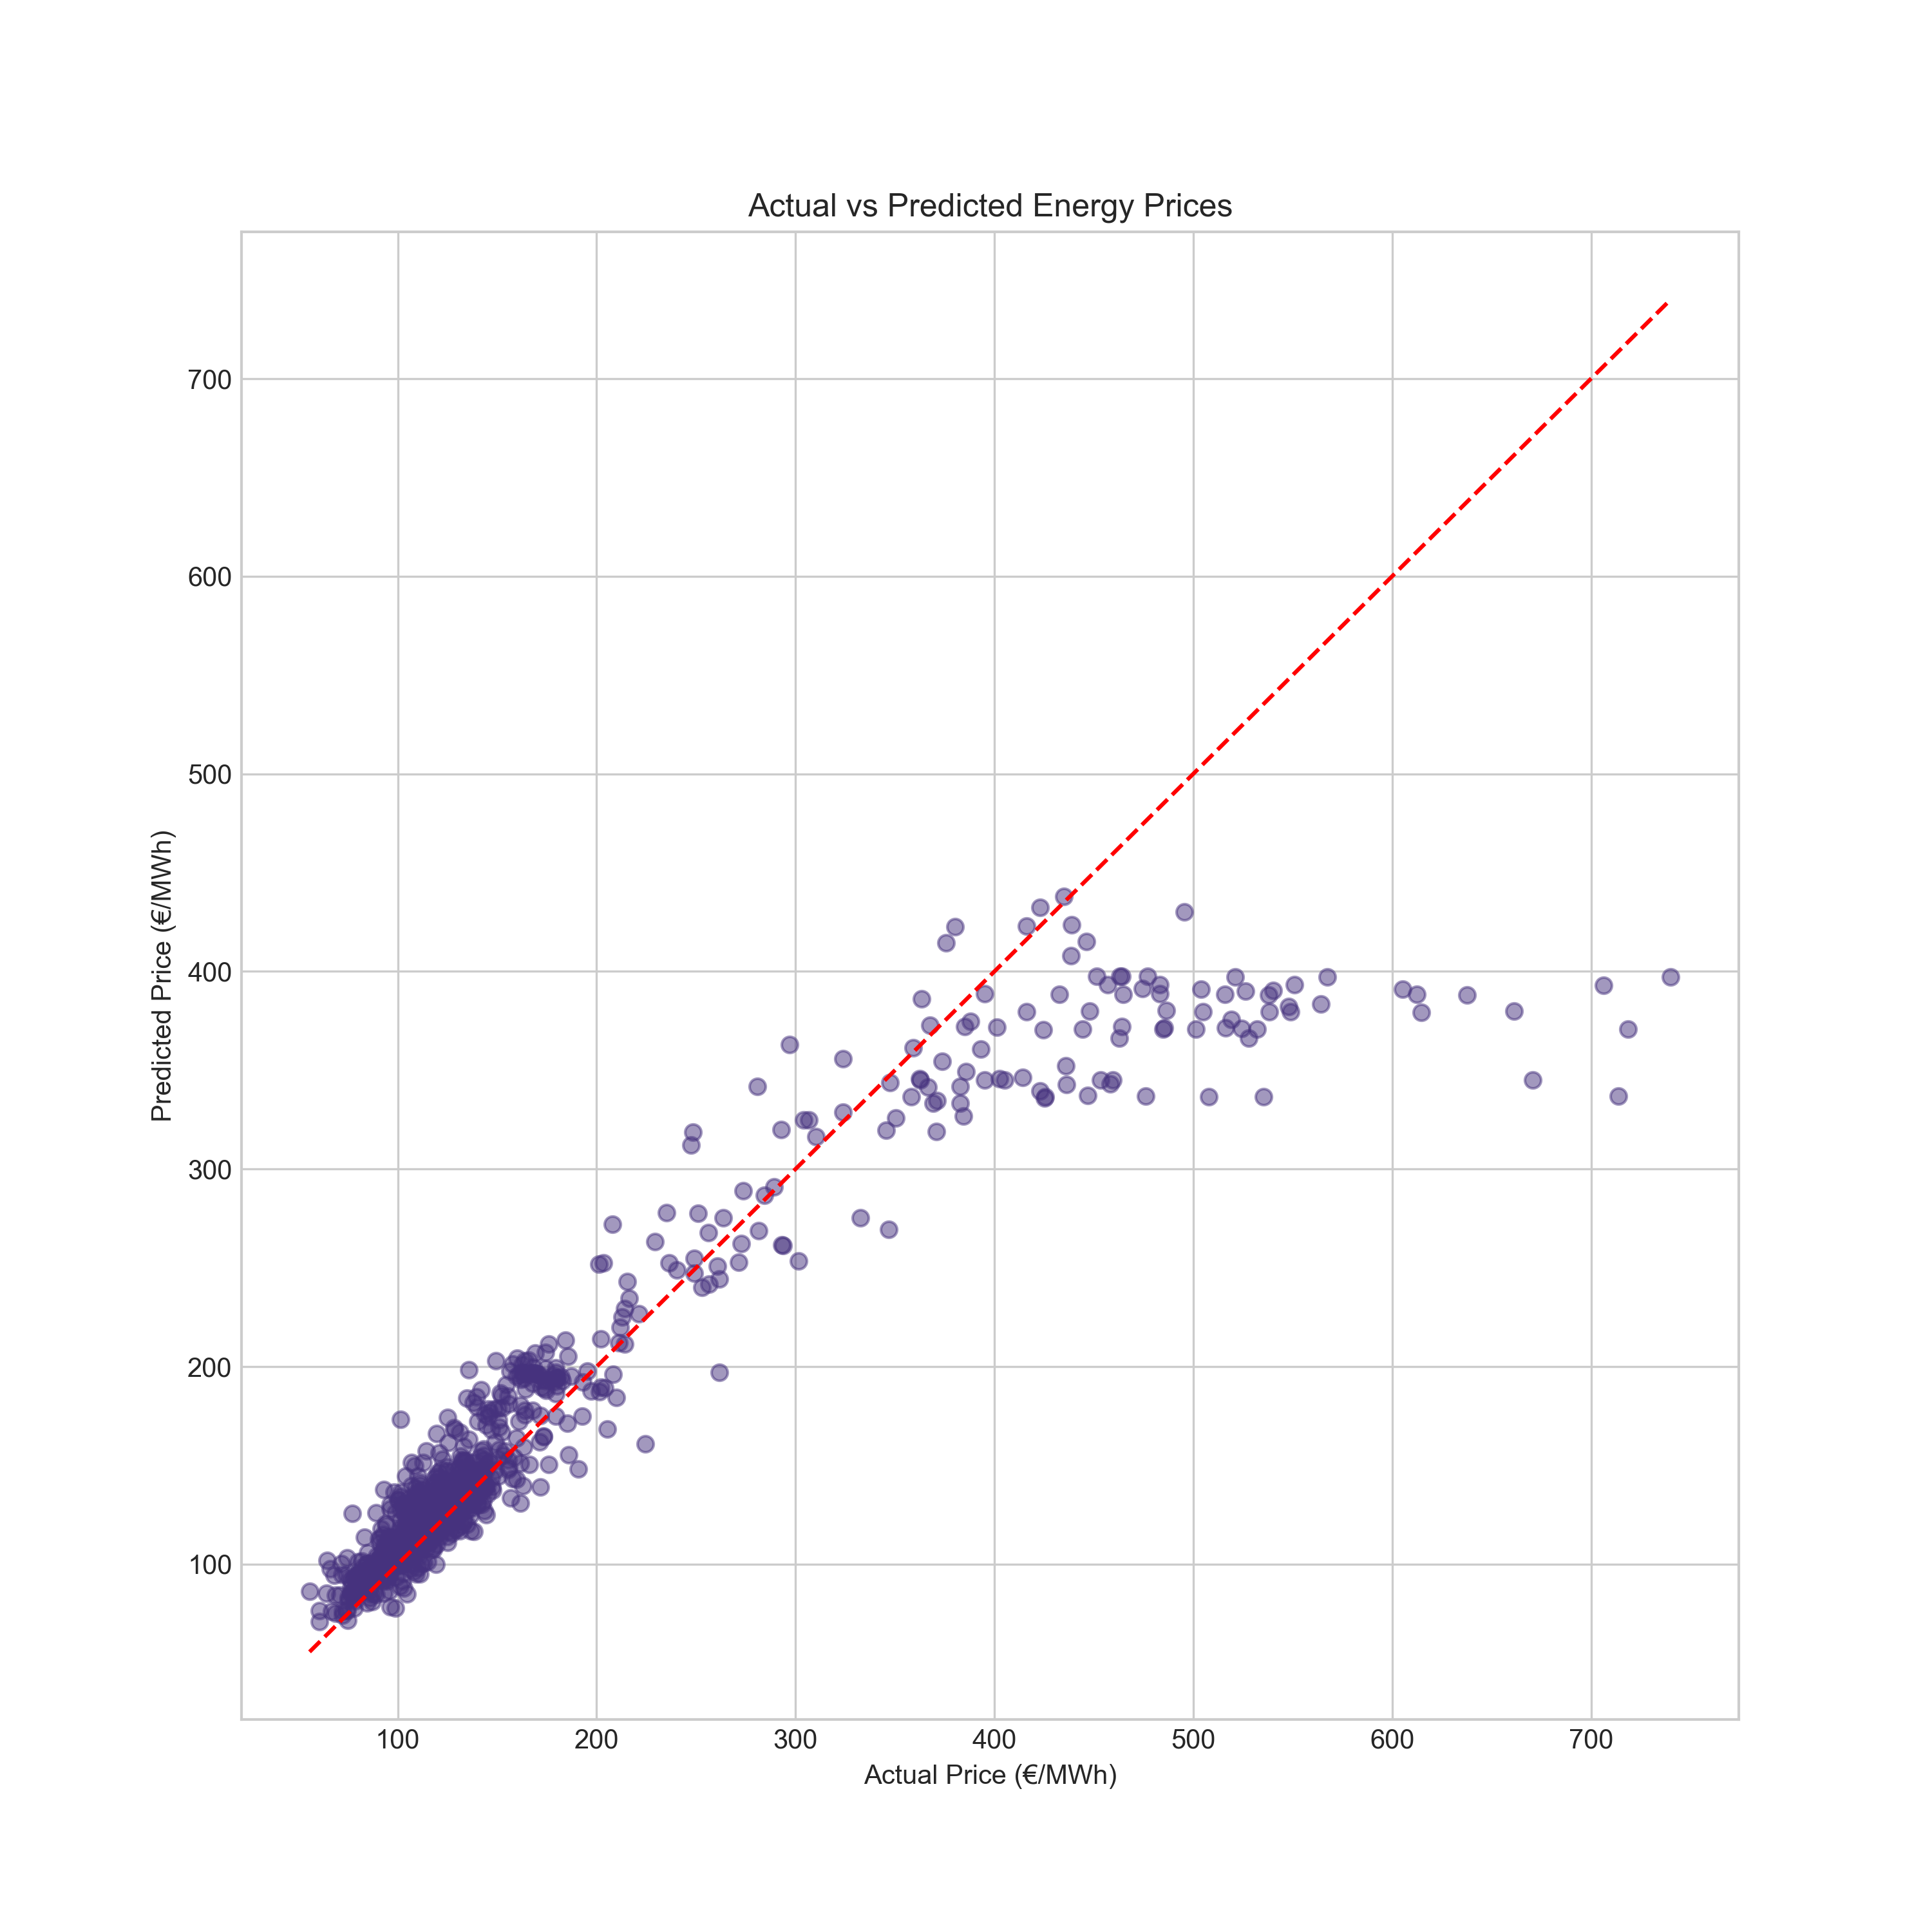 Actual vs Predicted Energy Prices
700
600
500
400
300
200
100
Predicted Price (€/MWh)
100 200 300 400 500 600 700
Actual Price (€/MWh)